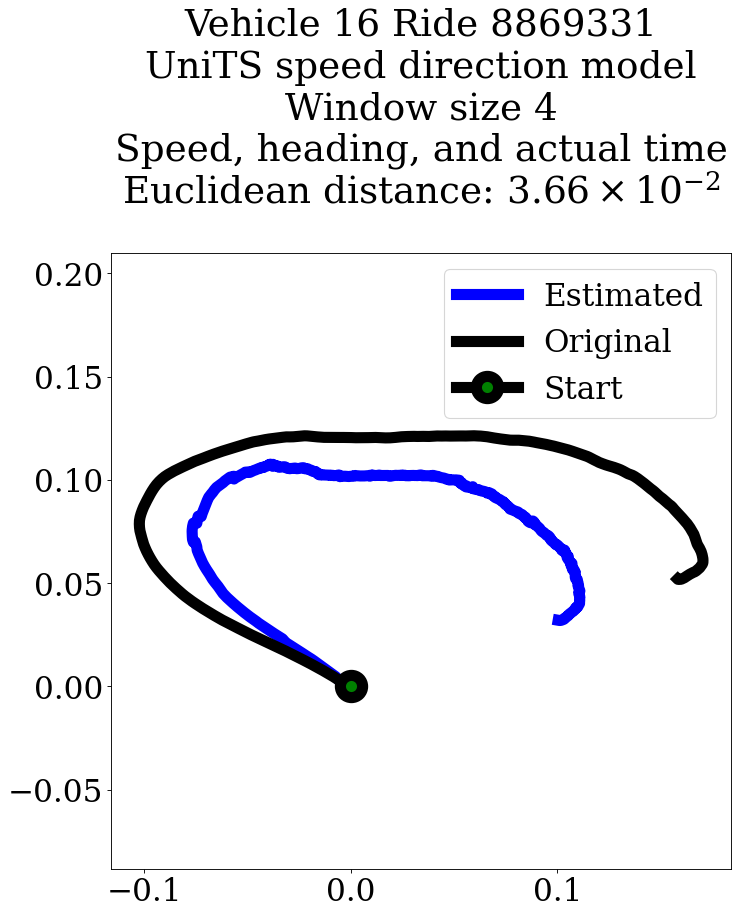 Vehicle 16 Ride 8869331
UniTS speed direction model
Window size 4
Speed, heading, and actual time
Euclidean distance: 3.66 × 10⁻²
0.20
Estimated
Original
Start
0.15
0.10
0.05
0.00
−0.05
−0.1
0.0
0.1